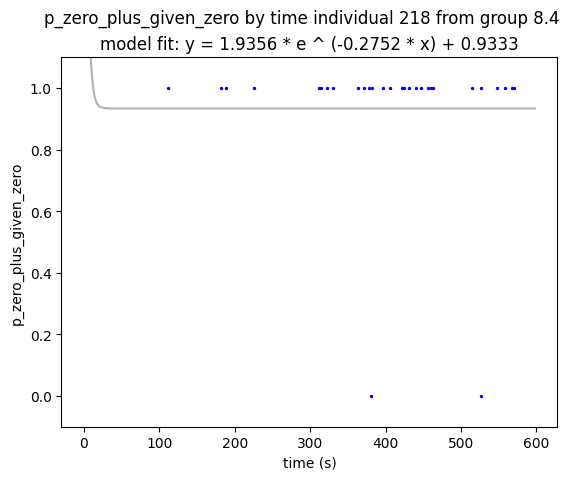 p_zero_plus_given_zero by time individual 218 from group 8.4
model fit: y = 1.9356 * e ^ (-0.2752 * x) + 0.9333
1.0
0.8
0.6
0.4
0.2
0.0
p_zero_plus_given_zero
0 100 200 300 400 500 600
time (s)